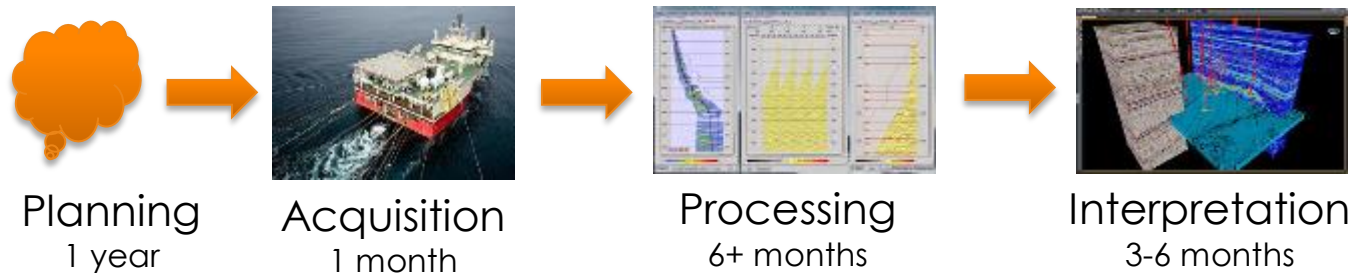 Planning
1 year
Acquisition
1 month
Processing
6+ months
Interpretation
3-6 months